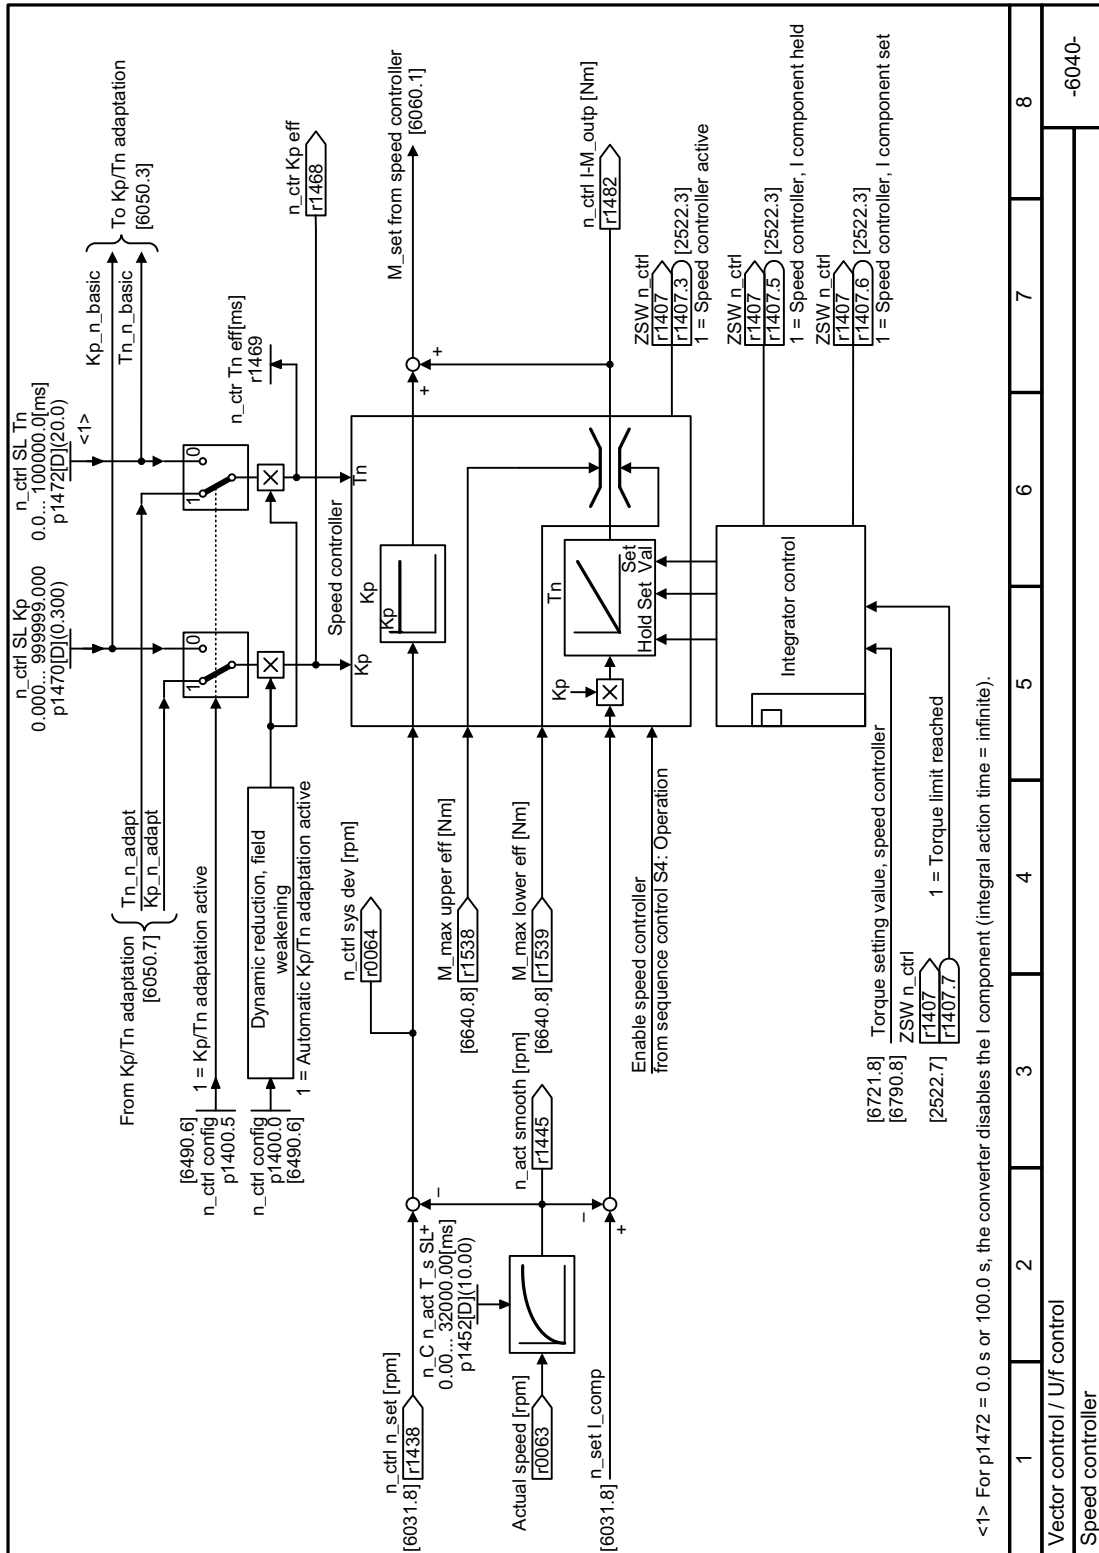 n_ctrl SL Kp
0.000... 999999.000
p1470[D](0.300)
n_ctrl SL Tn
0.0... 100000.0[ms]
p1472[D](20.0)
<1>
Kp_n_basic
Tn_n_basic
To Kp/Tn adaptation
[6050.3]
From Kp/Tn adaptation
[6050.7]
Tn_n_adapt
Kp_n_adapt
[6490.6]
n_ctrl config
p1400.5
1 = Kp/Tn adaptation active
n_ctrl config
p1400.0
[6490.6]
Dynamic reduction, field
weakening
1 = Automatic Kp/Tn adaptation active
1
0
1
0
n_ctr Tn eff[ms]
r1469
n_ctr Kp eff
r1468
n_ctrl sys dev [rpm]
r0064
Speed controller
Kp
Tn
Kp
Kp
M_set from speed controller
[6060.1]
+
+
[6031.8]
n_ctrl n_set [rpm]
r1438
n_C n_act T_s SL
0.00... 32000.00[ms]
p1452[D](10.00)
+
–
Actual speed [rpm]
r0063
n_act smooth [rpm]
r1445
[6031.8]
n_set I_comp
–
+
[6640.8]
M_max upper eff [Nm]
r1538
[6640.8]
M_max lower eff [Nm]
r1539
Kp
Tn
Hold
Set
Set
Val
n_ctrl I-M_outp [Nm]
r1482
Enable speed controller
from sequence control S4: Operation
ZSW n_ctrl
r1407
r1407.3
[2522.3]
1 = Speed controller active
Integrator control
ZSW n_ctrl
r1407
r1407.5
[2522.3]
1 = Speed controller, I component held
ZSW n_ctrl
r1407
r1407.6
[2522.3]
1 = Speed controller, I component set
[6721.8]
[6790.8]
Torque setting value, speed controller
[2522.7]
ZSW n_ctrl
r1407
r1407.7
1 = Torque limit reached
<1> For p1472 = 0.0 s or 100.0 s, the converter disables the I component (integral action time = infinite).
1
2
3
4
5
6
7
8
Vector control / U/f control
Speed controller
-6040-